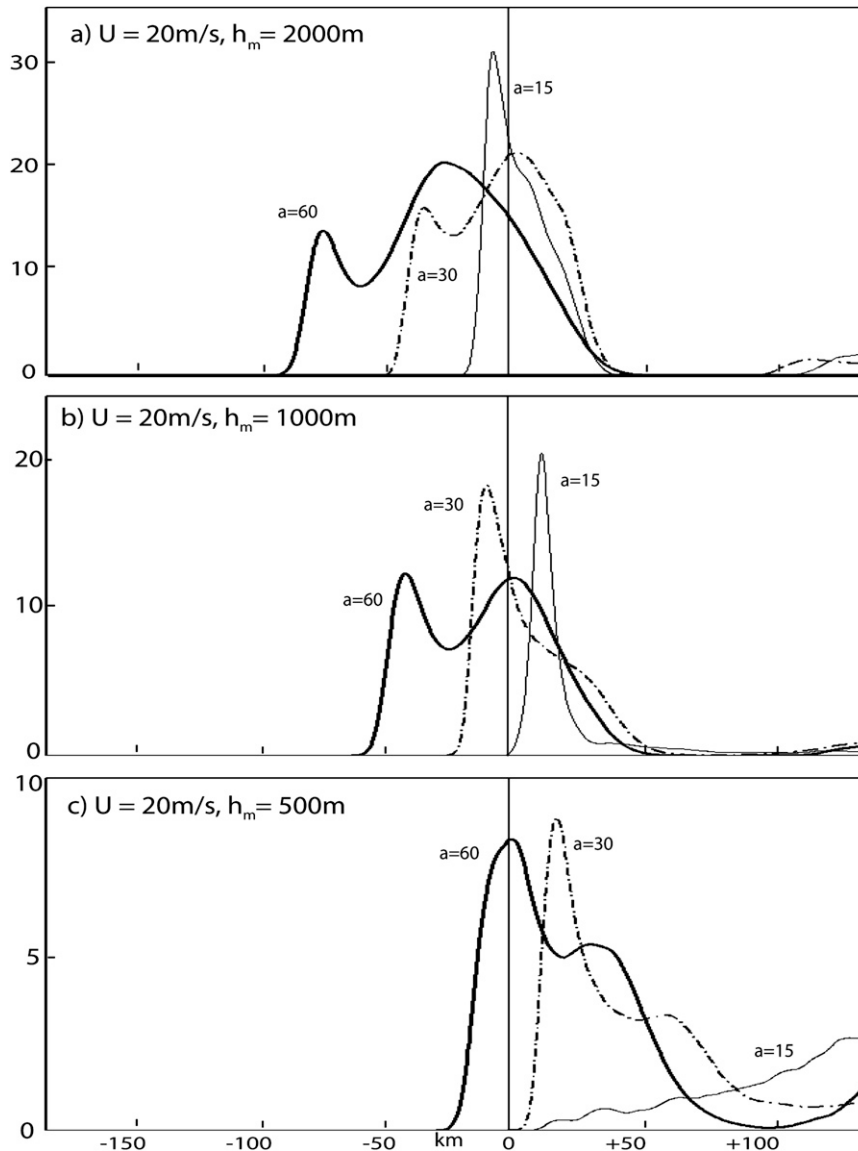 a) U = 20m/s, hm= 2000m
30
a=15
20
a=60
a=30
10
0
b) U = 20m/s, hm= 1000m
20
a=30
a=15
a=60
10
0
10
c) U = 20m/s, hm= 500m
a=60
a=30
5
a=15
0
-150 -100 -50 km 0 +50 +100